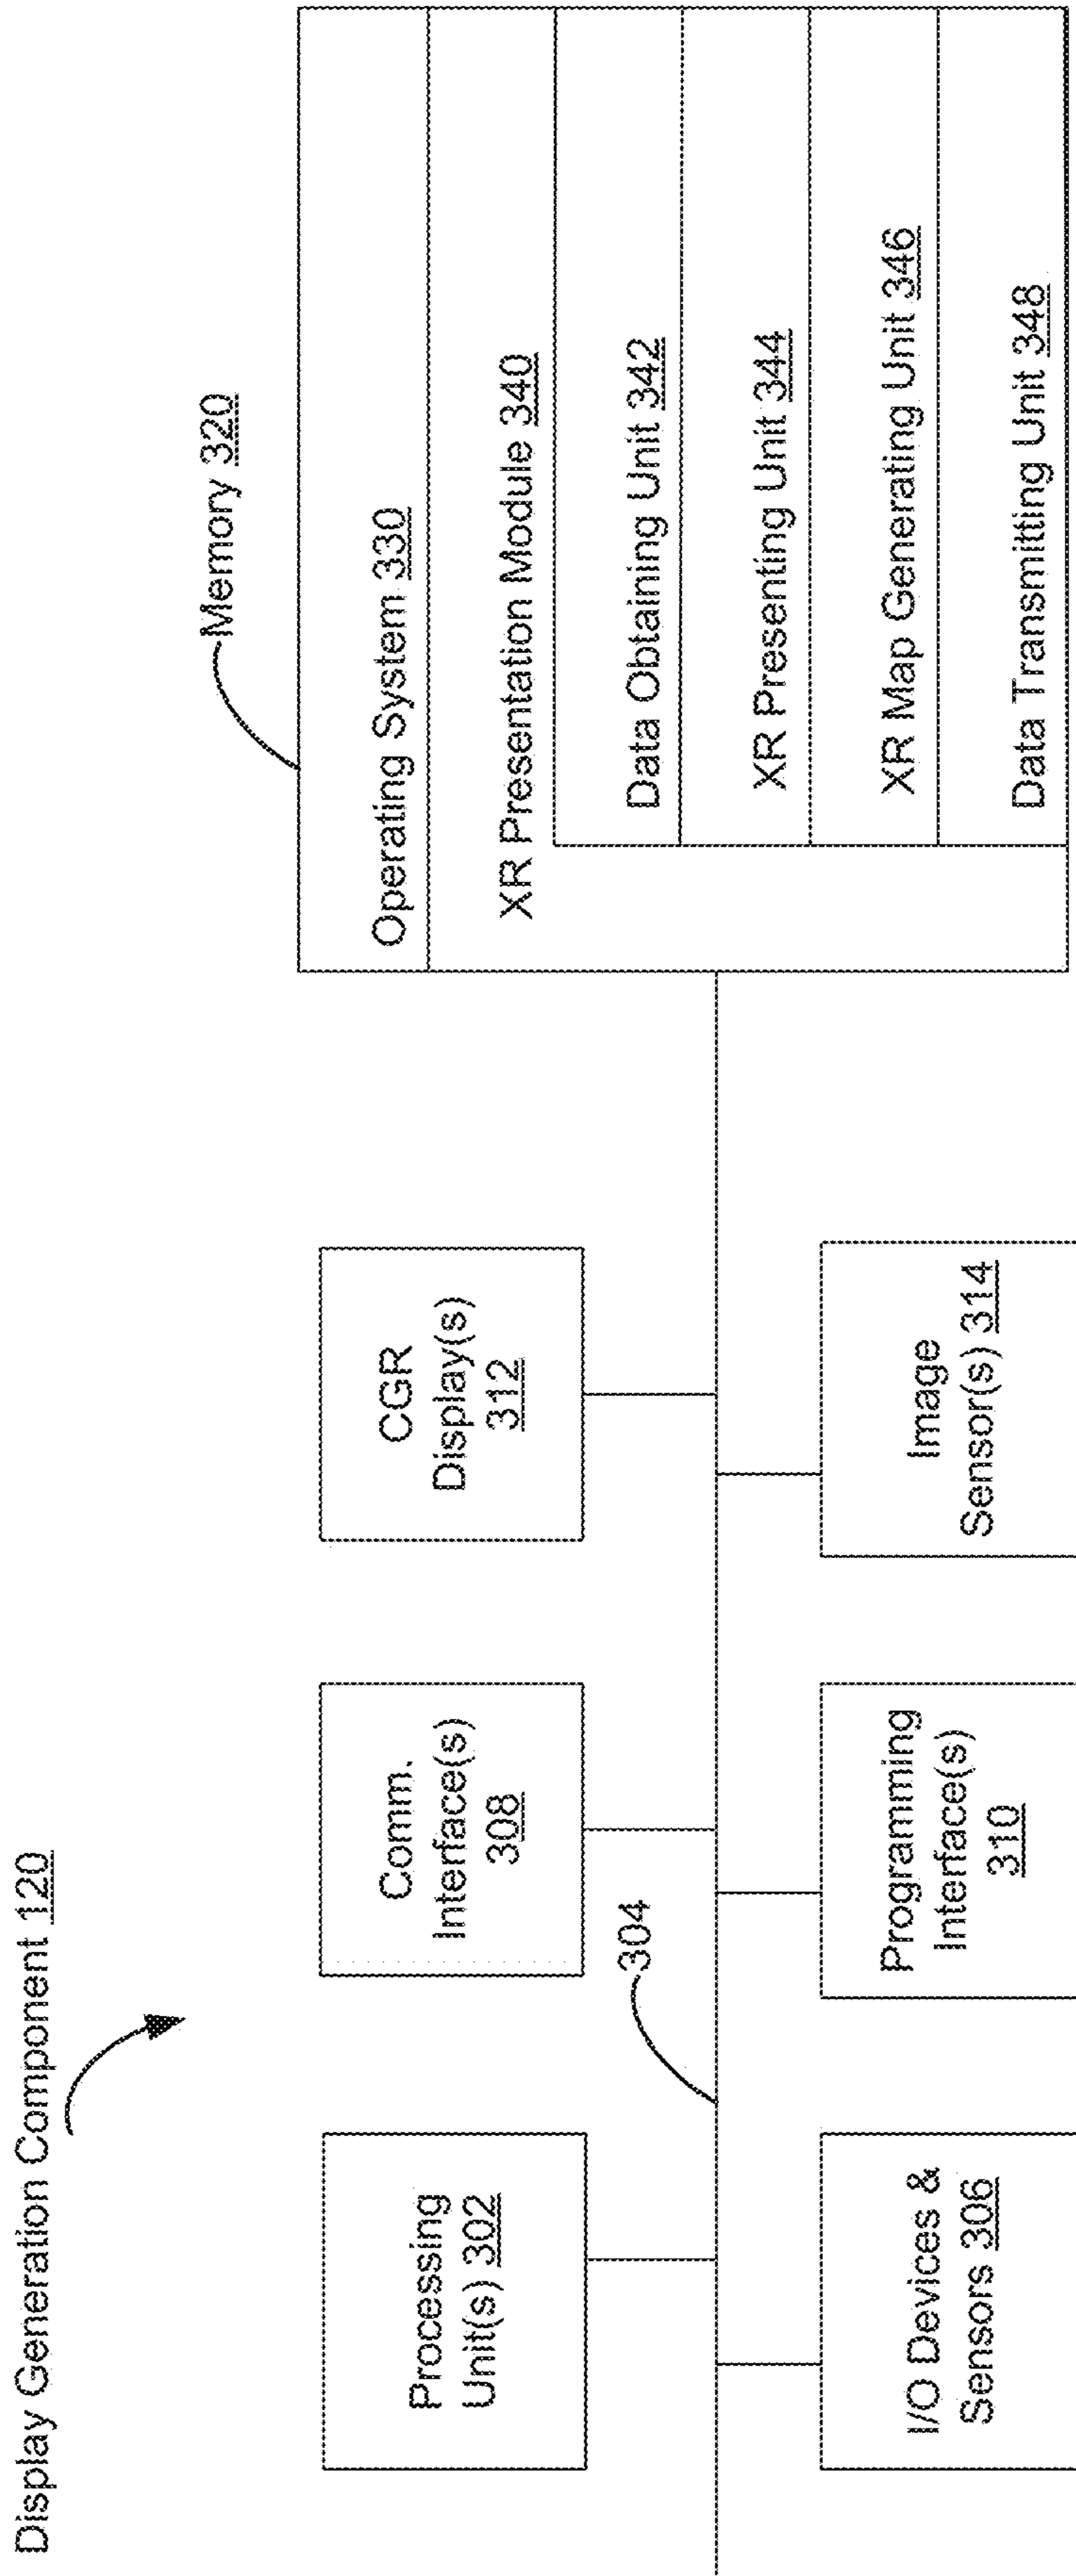 Display Generation Component 120
Processing
Unit(s) 302
Comm.
Interface(s)
308
CGR
Display(s)
312
304
I/O Devices &
Sensors 306
Programming
Interface(s)
310
Image
Sensor(s) 314
Memory 320
Operating System 330
XR Presentation Module 340
Data Obtaining Unit 342
XR Presenting Unit 344
XR Map Generating Unit 346
Data Transmitting Unit 348